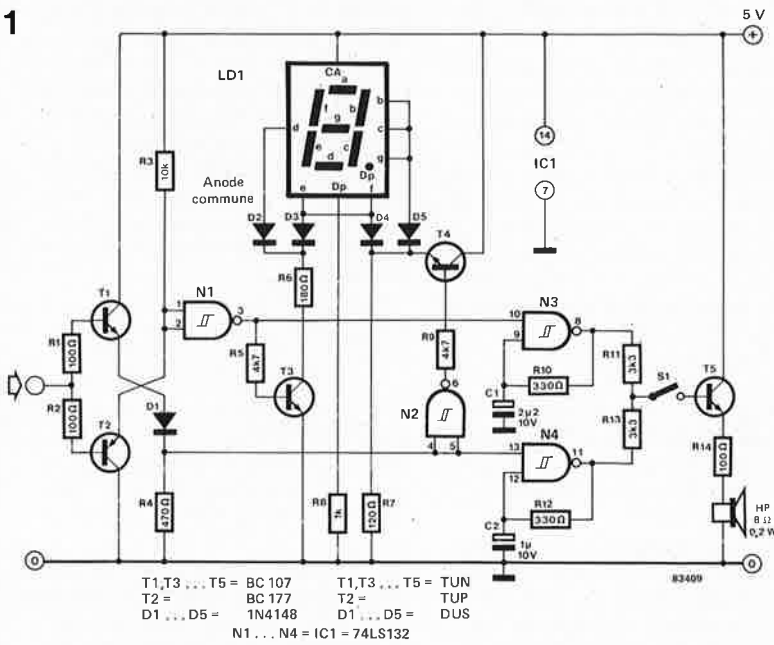 1
5 V
+
LD1
CA
a
f
b
g
e
c
d
Dp
b
c
g
d
e
Dp
f
R3
10k
Anode
commune
D2
D3
D4
D5
T4
14
IC1
7
R6
180Ω
N1
1
2
3
N3
10
9
8
T1
R1
100Ω
R2
100Ω
T2
R5
4k7
T3
R9
4k7
6
N2
4
5
R10
330Ω
C1
2µ2
10V
R11
3k3
S1
T5
R13
3k3
D1
N4
13
12
11
R14
100Ω
R4
470Ω
R8
1k
R7
120Ω
R12
330Ω
C2
1µ
10V
HP
8 Ω
0,2 W
0
0
83409
T1,T3 ... T5 = BC 107 T1,T3 ... T5 = TUN
T2 = BC 177 T2 = TUP
D1 ... D5 = 1N4148 D1 ... D5 = DUS
N1 ... N4 = IC1 = 74LS132